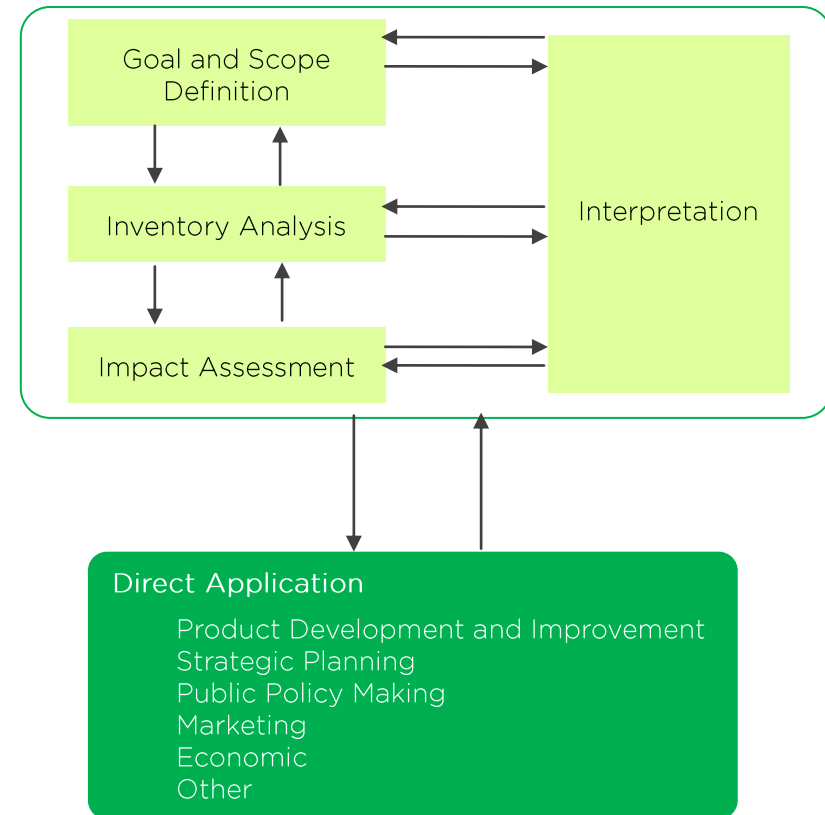 Goal and Scope
Definition
Inventory Analysis
Interpretation
Impact Assessment
Direct Application
Product Development and Improvement
Strategic Planning
Public Policy Making
Marketing
Economic
Other